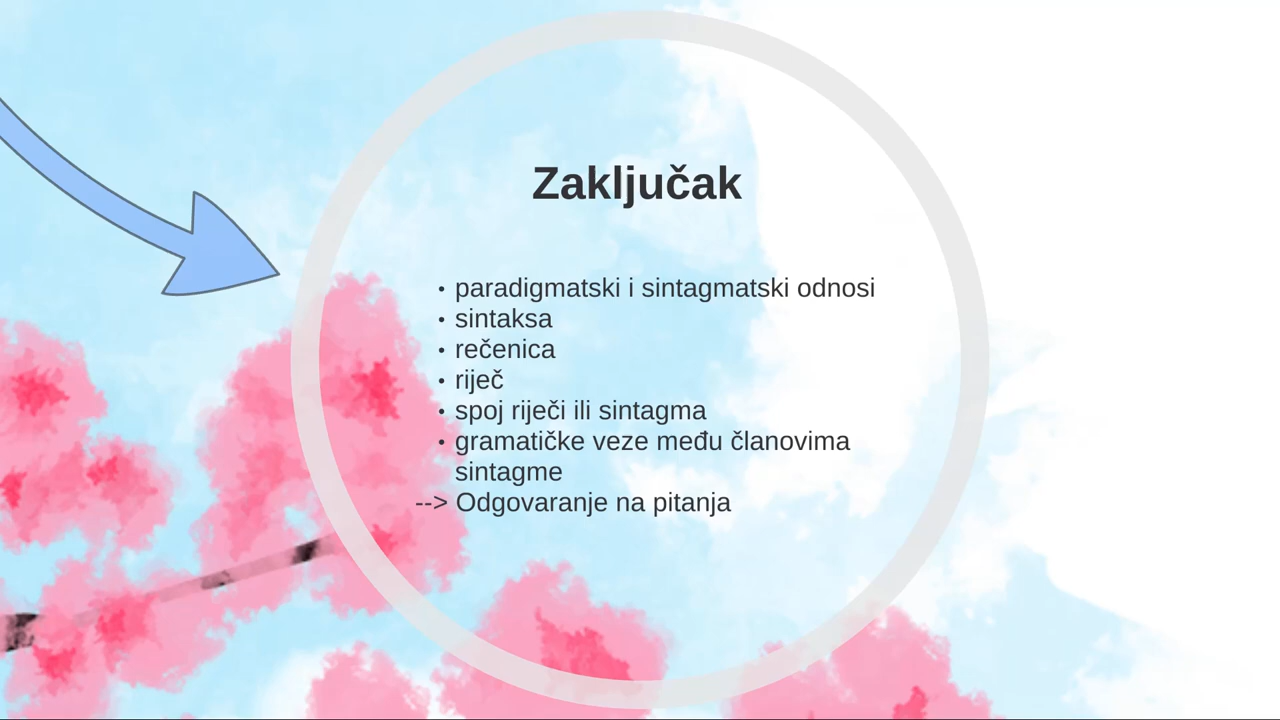 Zaključak
• paradigmatski i sintagmatski odnosi
• sintaksa
• rečenica
• riječ
• spoj riječi ili sintagma
• gramatičke veze među članovima
sintagme
--> Odgovaranje na pitanja